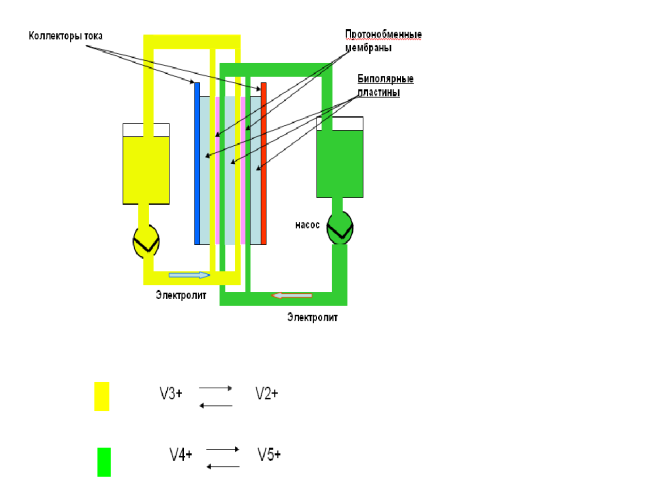 Коллекторы тока
Протонобменные
мембраны
Биполярные
пластины
насос
Электролит
Электролит
V3+ V2+
V4+ V5+